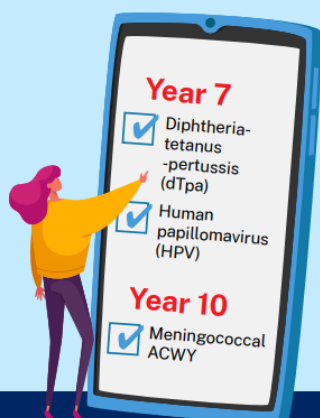 Year 7
Diphtheria-
tetanus
-pertussis
(dTpa)
Human
papillomavirus
(HPV)
Year 10
Meningococcal
ACWY